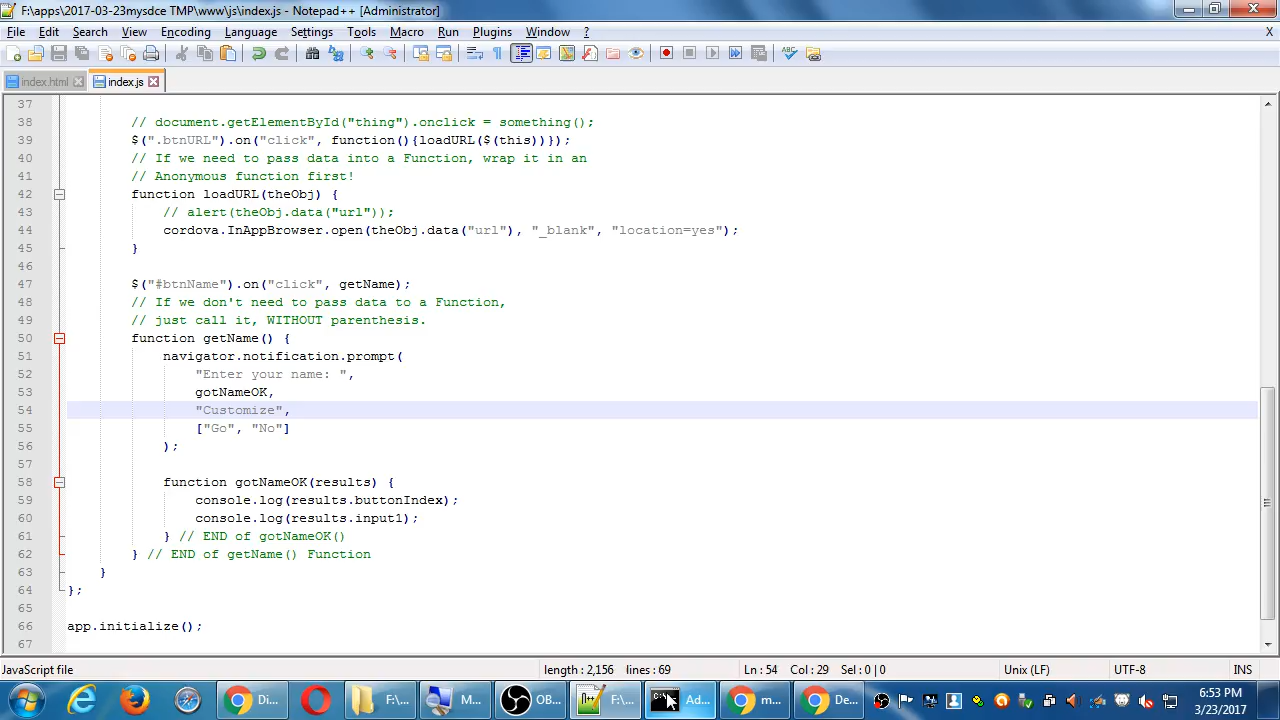 F:\apps\2017-03-23mysdce TMP\www\js\index.js - Notepad++ [Administrator]
File Edit Search View Encoding Language Settings Tools Macro Run Plugins Window ? X
index.html index.js
37
38 // document.getElementById("thing").onclick = something();
39 $(".btnURL").on("click", function(){loadURL($(this))});
40 // If we need to pass data into a Function, wrap it in an
41 // Anonymous function first!
42 function loadURL(theObj) {
43 // alert(theObj.data("url"));
44 cordova.InAppBrowser.open(theObj.data("url"), "_blank", "location=yes");
45 }
46
47 $("#btnName").on("click", getName);
48 // If we don't need to pass data to a Function,
49 // just call it, WITHOUT parenthesis.
50 function getName() {
51 navigator.notification.prompt(
52 "Enter your name: ",
53 gotNameOK,
54 "Customize",
55 ["Go", "No"]
56 );
57
58 function gotNameOK(results) {
59 console.log(results.buttonIndex);
60 console.log(results.input1);
61 } // END of gotNameOK()
62 } // END of getName() Function
63 }
64 };
65
66 app.initialize();
67
JavaScript file length : 2,156 lines : 69 Ln : 54 Col : 29 Sel : 0 | 0 Unix (LF) UTF-8 INS
Di... F:\... M... OB... F:\... Ad... m... De... 6:53 PM
3/23/2017